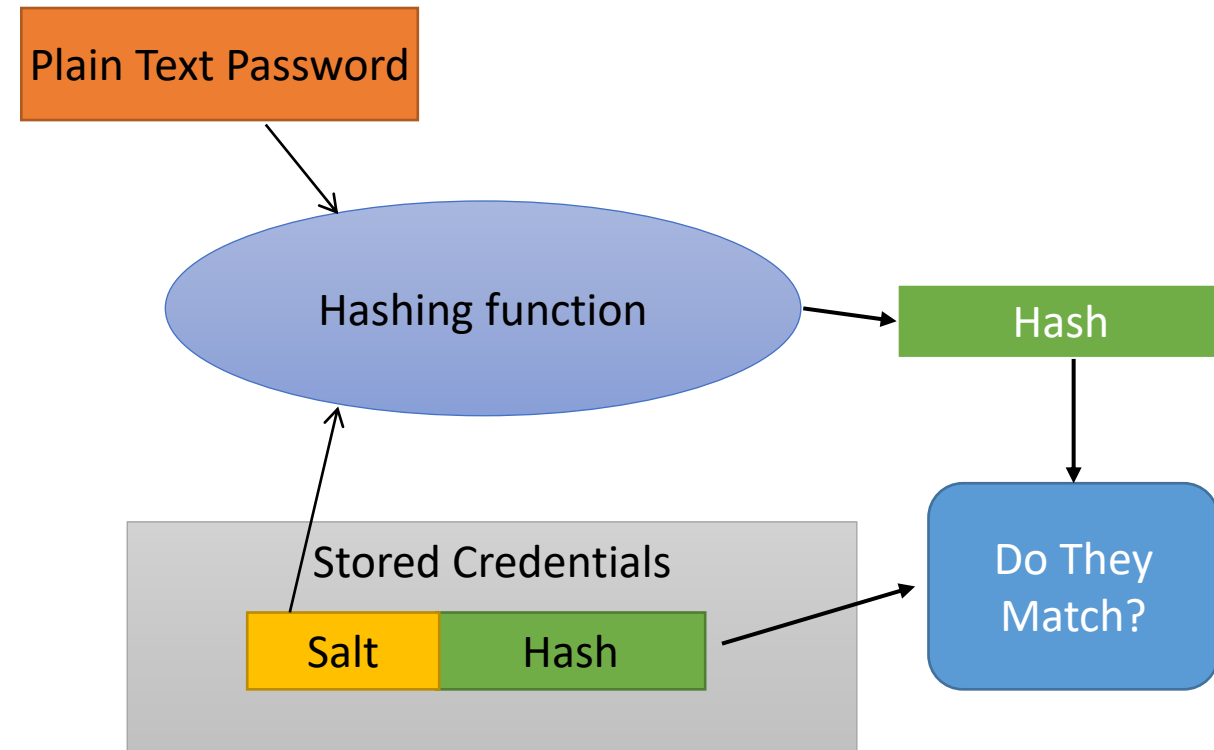 Plain Text Password
Hashing function
Hash
Stored Credentials
Salt
Hash
Do They
Match?